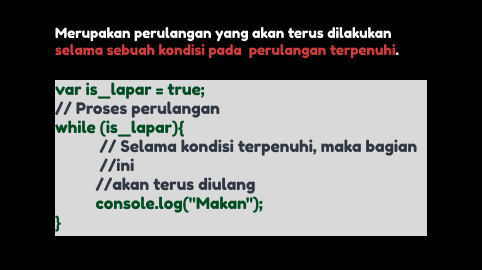 Merupakan perulangan yang akan terus dilakukan
selama sebuah kondisi pada perulangan terpenuhi.
var is_lapar = true;
// Proses perulangan
while (is_lapar){
// Selama kondisi terpenuhi, maka bagian
//ini
//akan terus diulang
console.log("Makan");
}